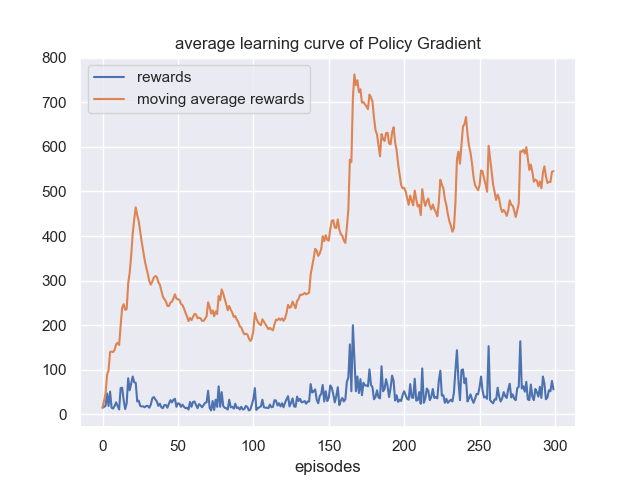 average learning curve of Policy Gradient
rewards
moving average rewards
800
700
600
500
400
300
200
100
0
0 50 100 150 200 250 300
episodes